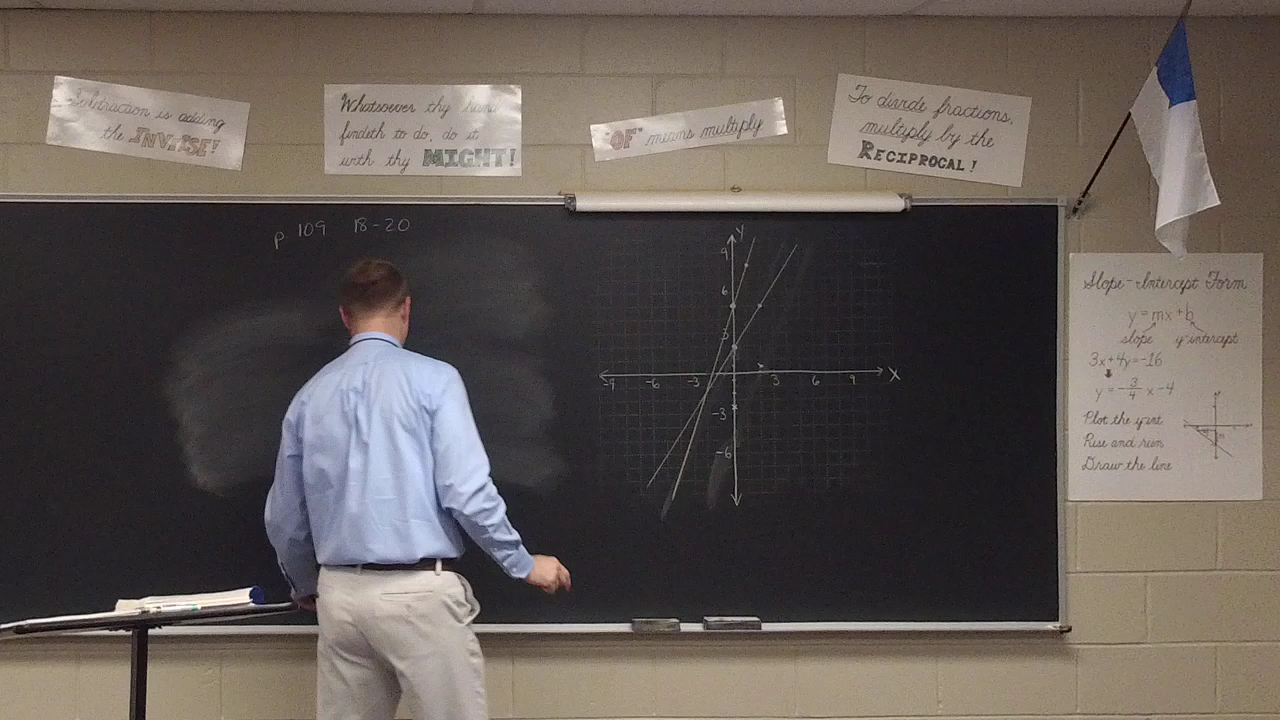 Subtraction is adding
the INVERSE!
Whatsoever thy hand
findeth to do, do it
with thy MIGHT!
"OF" means multiply
To divide fractions,
multiply by the
RECIPROCAL!
p 109 18-20
y
9
6
3
-9 -6 -3 3 6 9 X
-3
-6
Slope-Intercept Form
y = mx + b
slope y-intercept
3x+4y=-16
y = -3/4 x -4
Plot the y-int
Rise and run
Draw the line